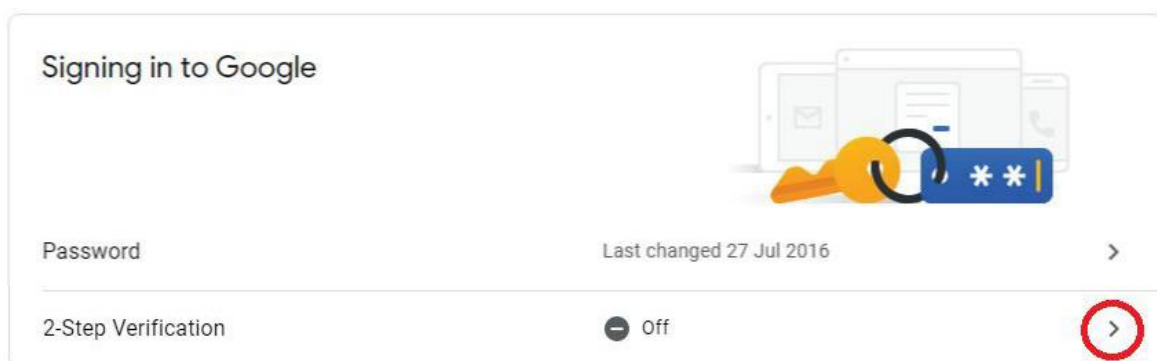 Signing in to Google
**
Password Last changed 27 Jul 2016
2-Step Verification Off